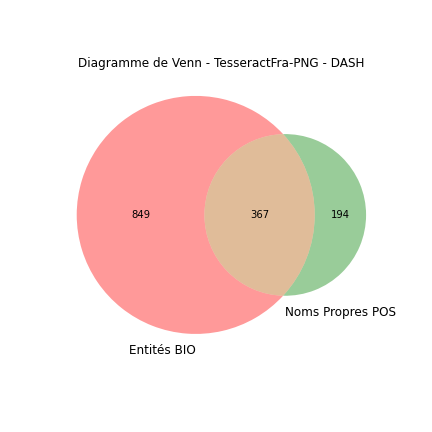 Diagramme de Venn - TesseractFra-PNG - DASH
849
367
194
Noms Propres POS
Entités BIO